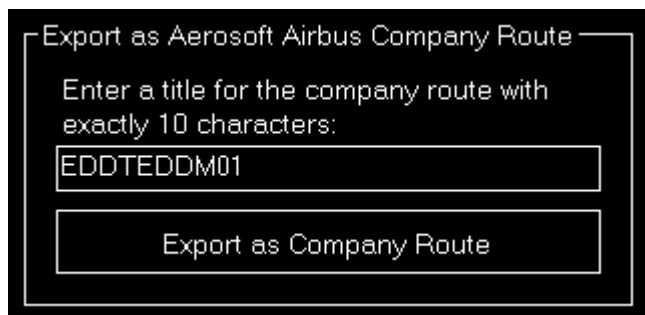 Export as Aerosoft Airbus Company Route
Enter a title for the company route with
exactly 10 characters:
EDDTEDDM01
Export as Company Route